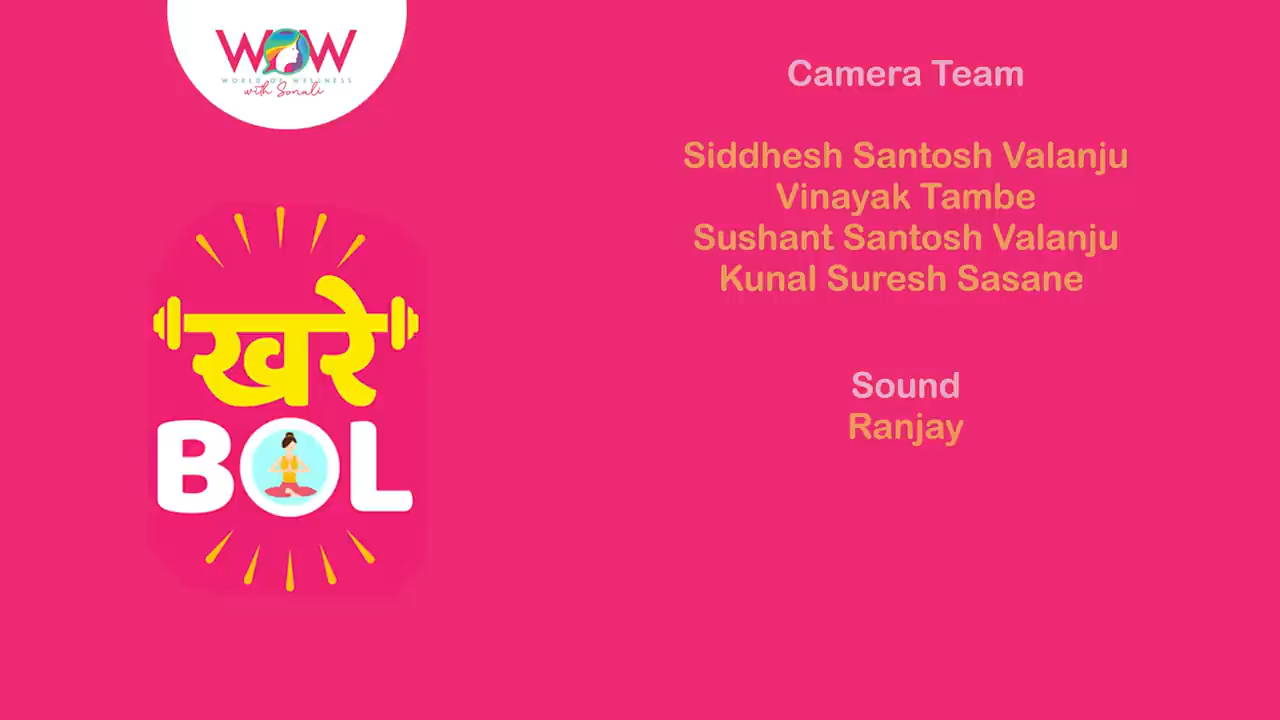 WOW
WORLD OF WELLNESS
with Sonali
खरे
BOL
Camera Team
Siddhesh Santosh Valanju
Vinayak Tambe
Sushant Santosh Valanju
Kunal Suresh Sasane
Sound
Ranjay